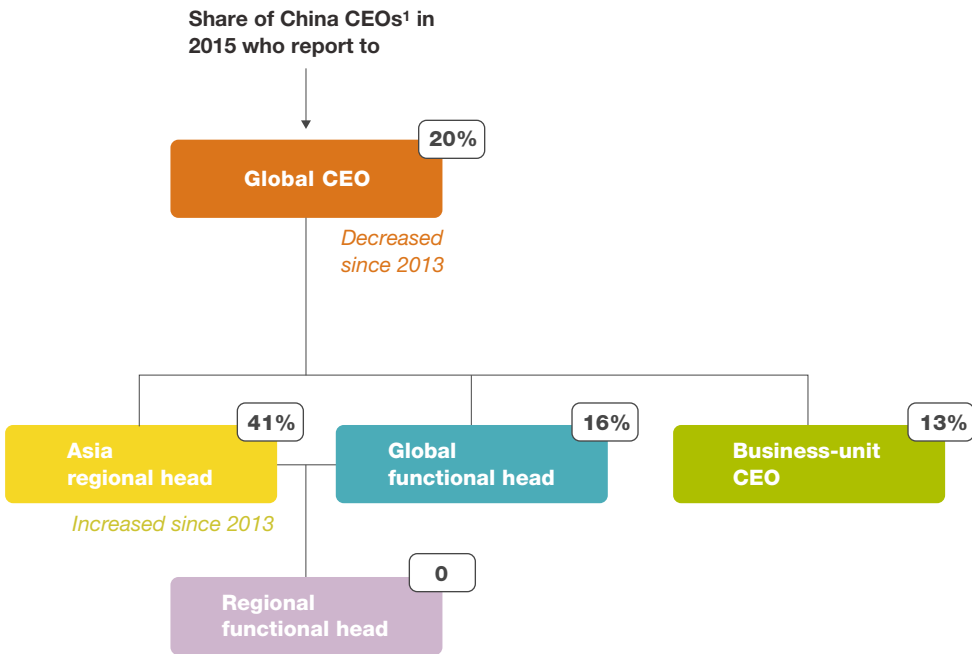 Share of China CEOs¹ in
2015 who report to
20%
Global CEO
Decreased
since 2013
41%
Asia
regional head
Increased since 2013
16%
Global
functional head
13%
Business-unit
CEO
0
Regional
functional head